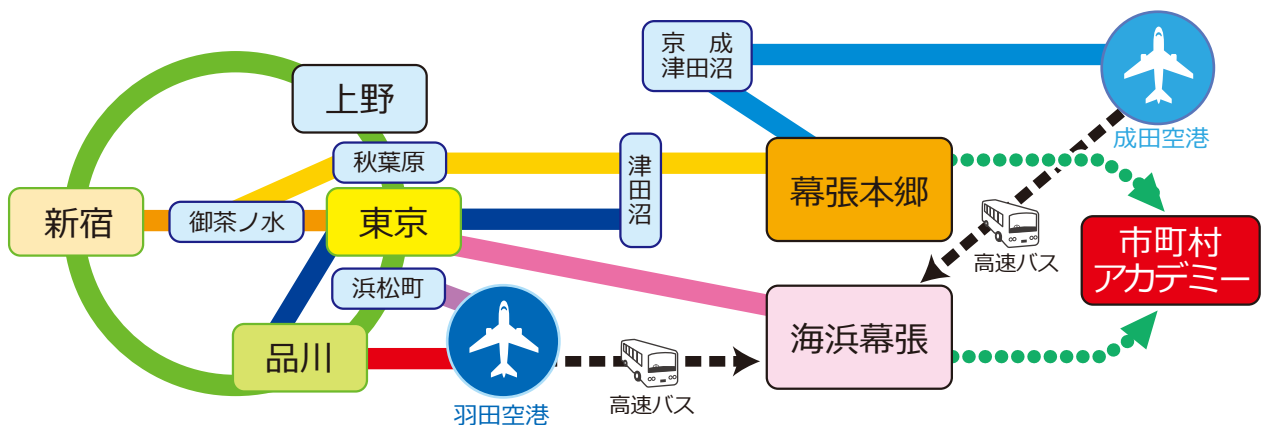 京　成
津田沼
上野
成田空港
秋葉原
津田沼
幕張本郷
新宿
御茶ノ水
東京
高速バス
市町村
アカデミー
浜松町
品川
海浜幕張
高速バス
羽田空港